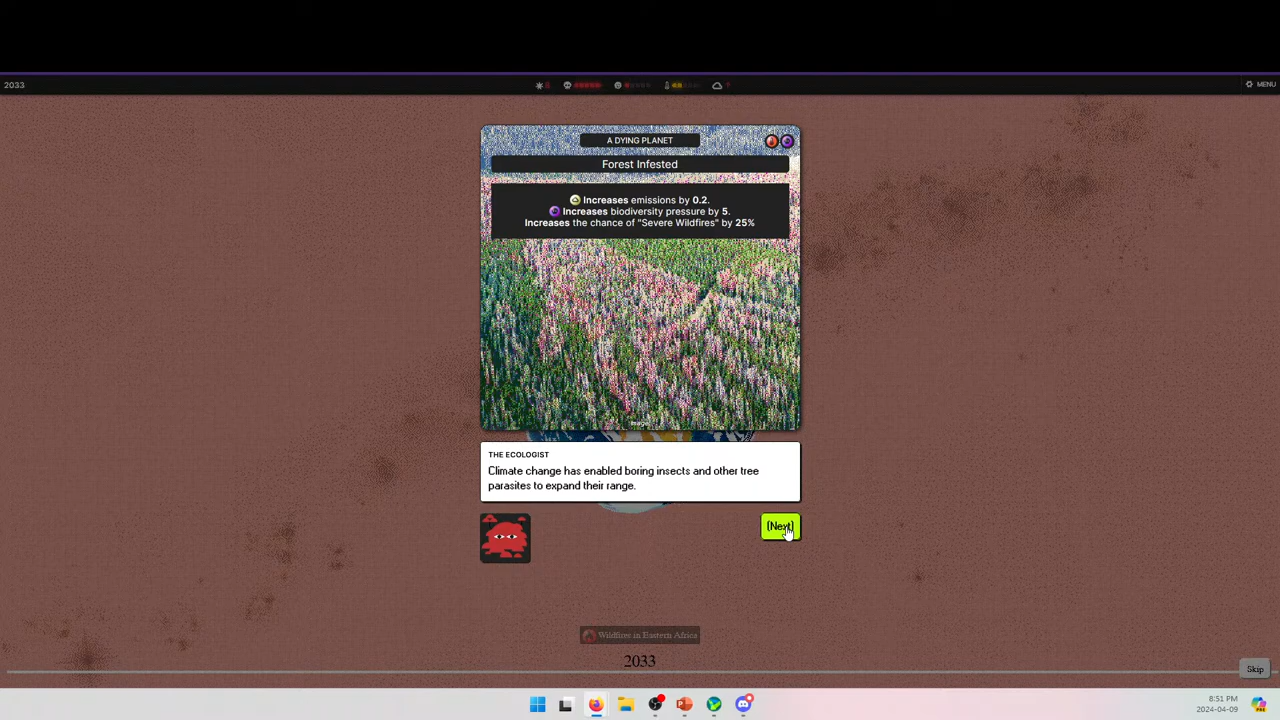 2033
MENU
A DYING PLANET
Forest Infested
Increases emissions by 0.2.
Increases biodiversity pressure by 5.
Increases the chance of "Severe Wildfires" by 25%
THE ECOLOGIST
Climate change has enabled boring insects and other tree
parasites to expand their range.
(Next)
Wildfires in Eastern Africa
2033
Skip
8:51 PM
2024-04-09